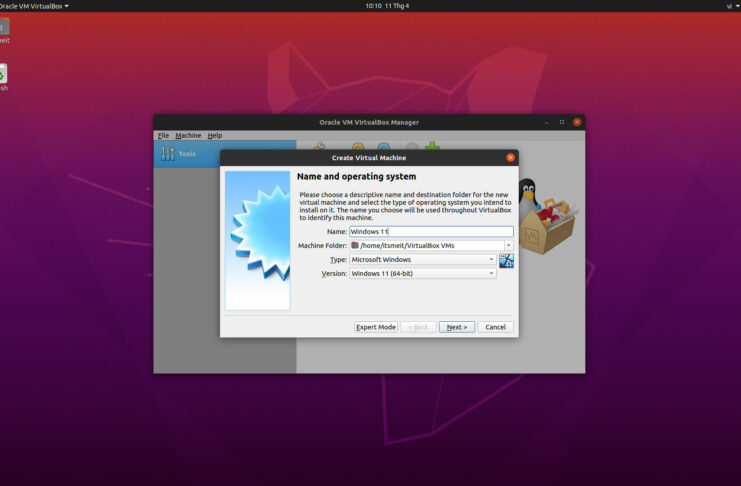 Oracle VM VirtualBox
10:10 11 Thg 4
vi
Oracle VM VirtualBox Manager
File Machine Help
Tools
Create Virtual Machine
Name and operating system
Please choose a descriptive name and destination folder for the new
virtual machine and select the type of operating system you intend to
install on it. The name you choose will be used throughout VirtualBox
to identify this machine.
Name: Windows 11
Machine Folder: /home/itsmeit/VirtualBox VMs
Type: Microsoft Windows
Version: Windows 11 (64-bit)
Expert Mode < Back Next > Cancel